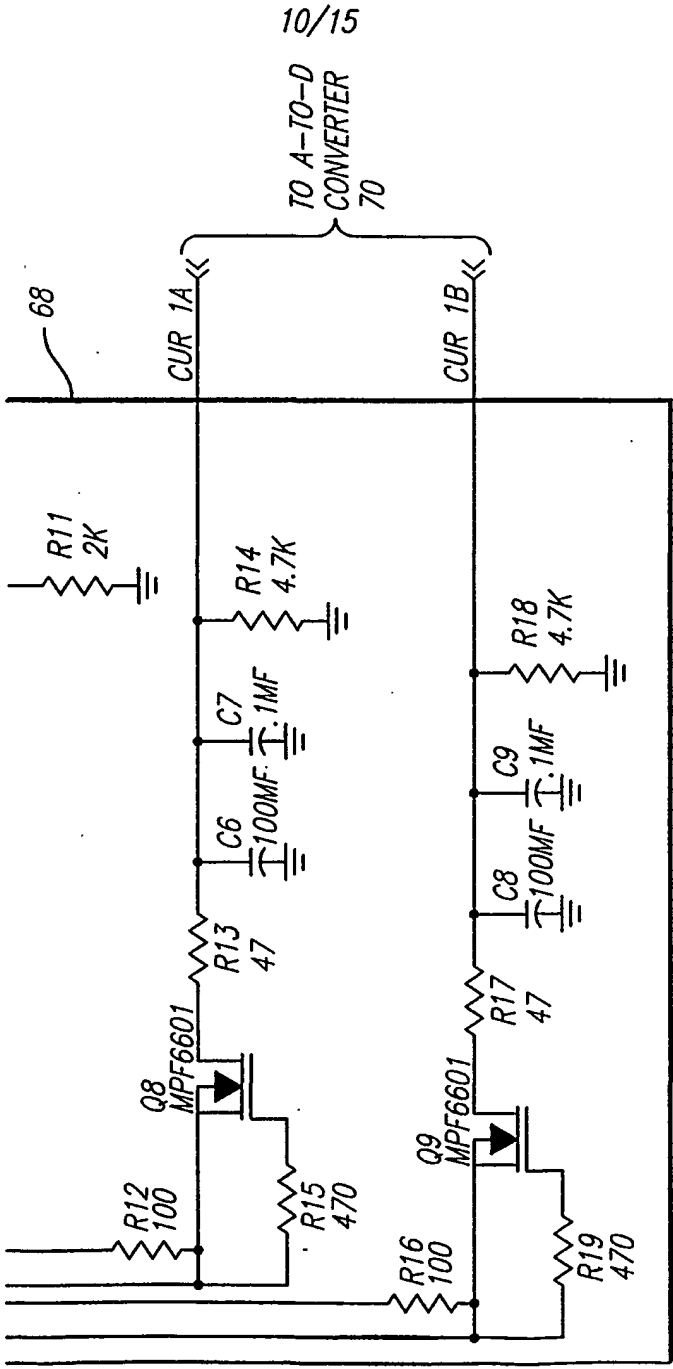 10/15
TO A-TO-D
CONVERTER
70
68
CUR 1A
CUR 1B
R11
2K
R14
4.7K
C7
.1MF
C6
100MF
R13
47
Q8
MPF6601
R12
100
R15
470
R18
4.7K
C9
.1MF
C8
100MF
R17
47
Q9
MPF6601
R16
100
R19
470